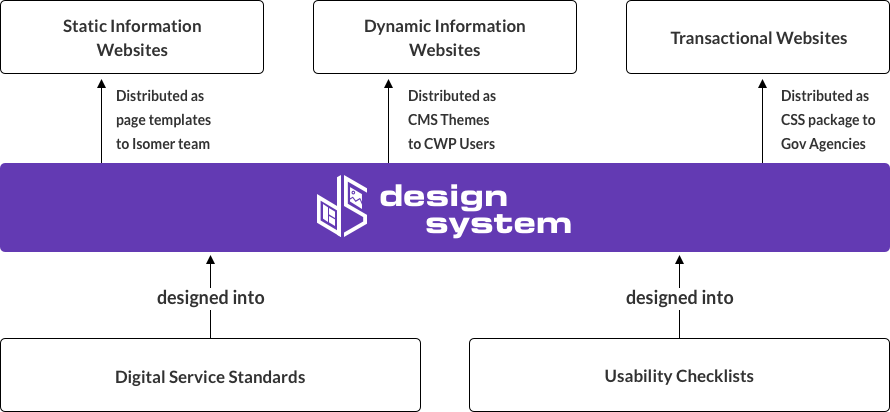 Static Information
Websites
Dynamic Information
Websites
Transactional Websites
Distributed as
page templates
to Isomer team
Distributed as
CMS Themes
to CWP Users
Distributed as
CSS package to
Gov Agencies
design
system
designed into
designed into
Digital Service Standards
Usability Checklists